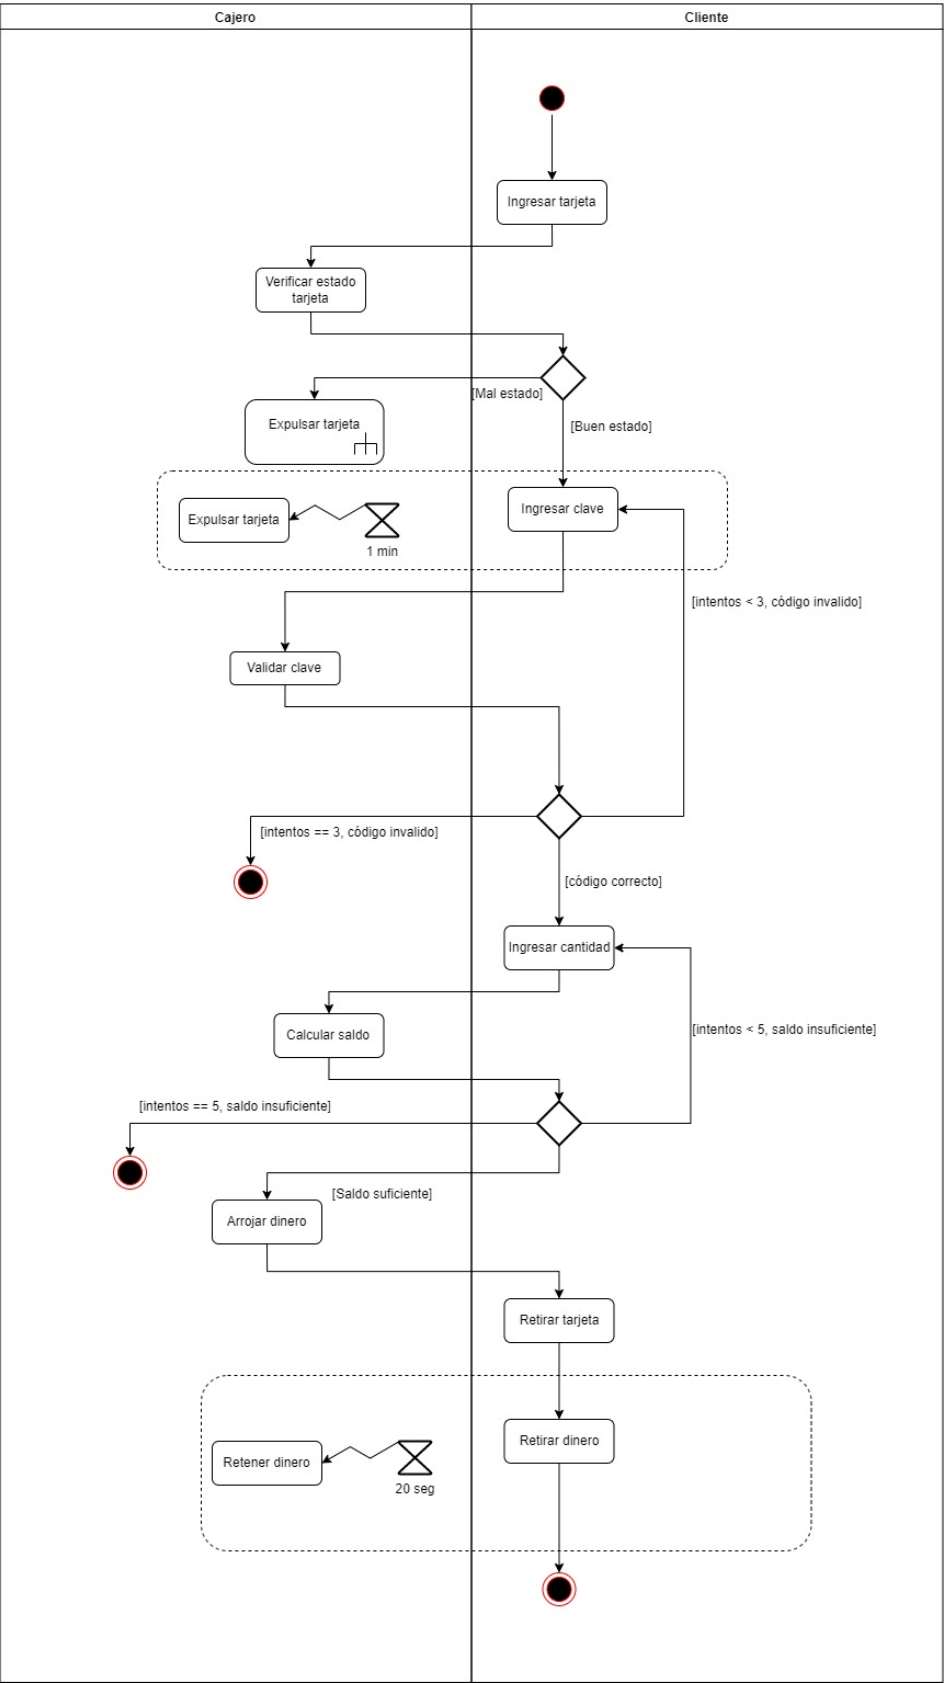 Cajero
Cliente
Ingresar tarjeta
Verificar estado
tarjeta
[Mal estado]
Expulsar tarjeta
[Buen estado]
Expulsar tarjeta
1 min
Ingresar clave
[intentos < 3, código invalido]
Validar clave
[intentos == 3, código invalido]
[código correcto]
Ingresar cantidad
Calcular saldo
[intentos < 5, saldo insuficiente]
[intentos == 5, saldo insuficiente]
[Saldo suficiente]
Arrojar dinero
Retirar tarjeta
Retirar dinero
Retener dinero
20 seg